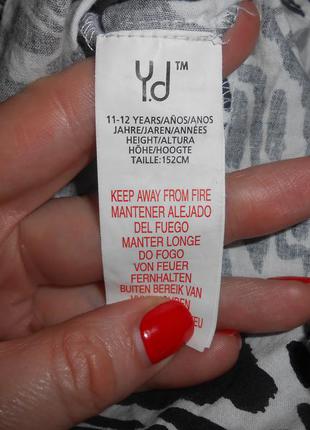 Y.d™
11-12 YEARS/AÑOS/ANOS
JAHRE/JAREN/ANNÉES
HEIGHT/ALTURA
HÖHE/HOOGTE
TAILLE:152CM
KEEP AWAY FROM FIRE
MANTENER ALEJADO
DEL FUEGO
MANTER LONGE
DO FOGO
VON FEUER
FERNHALTEN
BUITEN BEREIK VAN